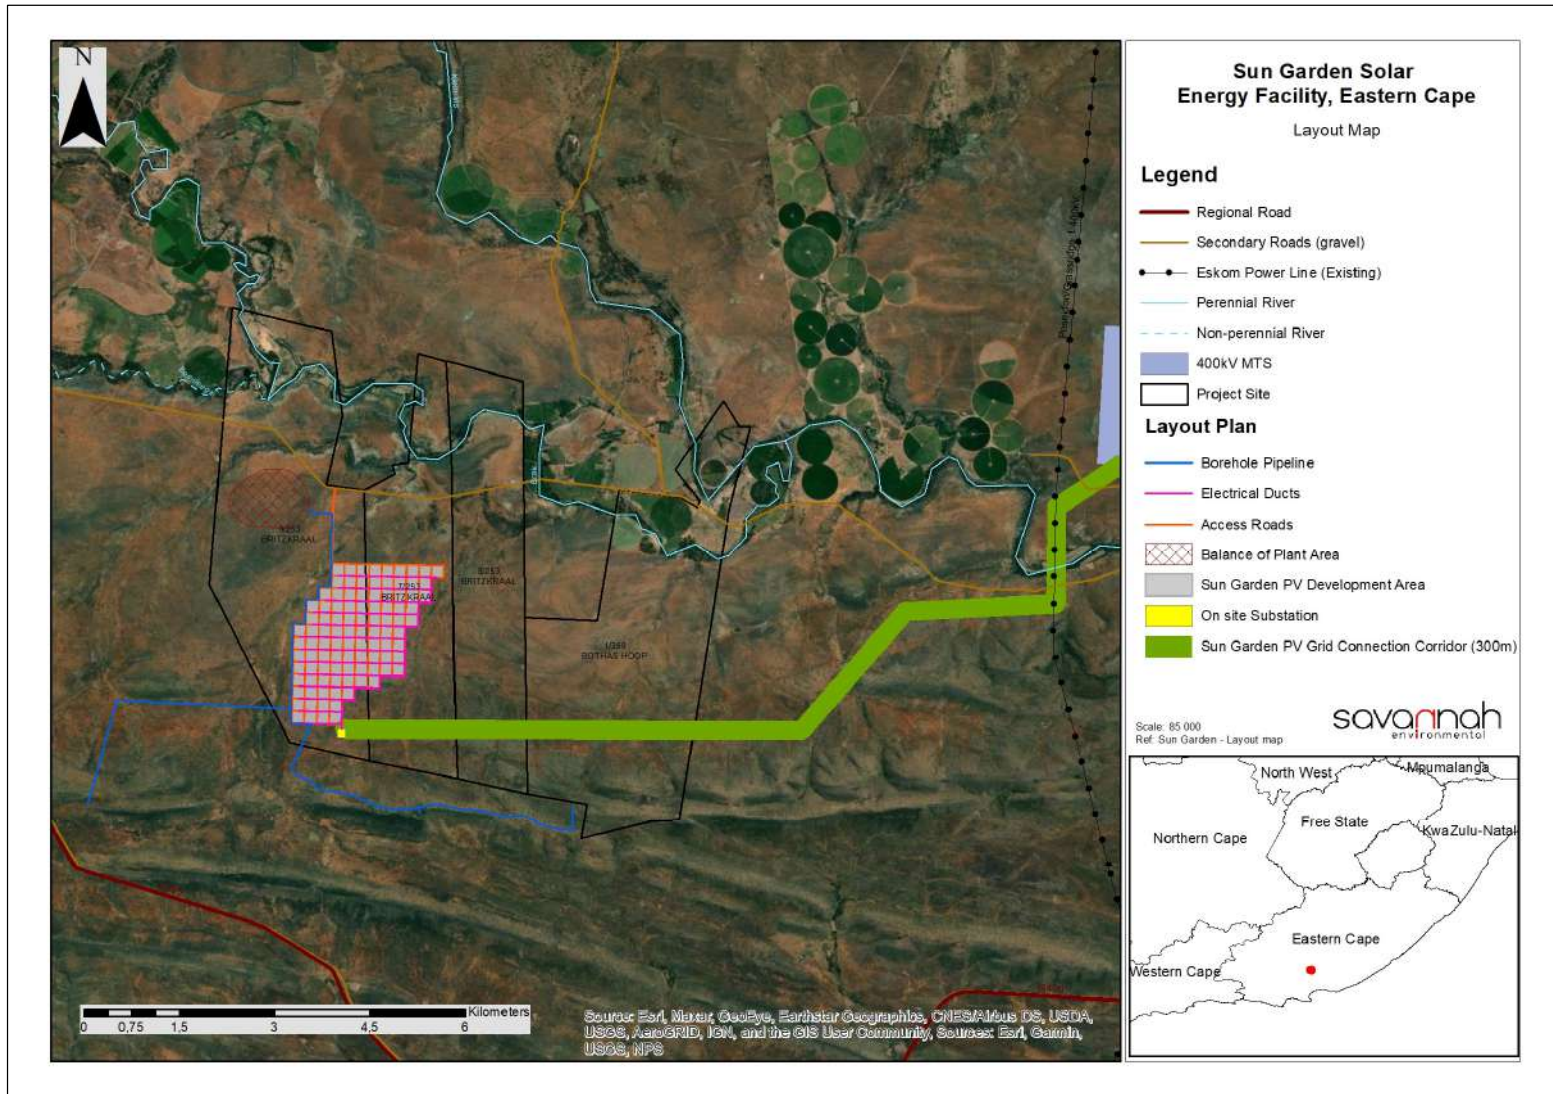 N
Sun Garden Solar
Energy Facility, Eastern Cape
Layout Map
Legend
Regional Road
Secondary Roads (gravel)
Eskom Power Line (Existing)
Perennial River
Non-perennial River
400kV MTS
Project Site
Layout Plan
Borehole Pipeline
Electrical Ducts
Access Roads
Balance of Plant Area
Sun Garden PV Development Area
On site Substation
Sun Garden PV Grid Connection Corridor (300m)
Scale: 85 000
Ref: Sun Garden - Layout map
savannah
environmental
North West
Mpumalanga
Free State
KwaZulu-Natal
Northern Cape
Eastern Cape
Western Cape
BRITZKRAAL
7/253
BRITZKRAAL
BRITZKRAAL
BOTHAS HOOP
Kilometers
0 0,75 1,5 3 4,5 6
Source: Esri, Maxar, GeoEye, Earthstar Geographics, CNES/Airbus DS, USDA,
USGS, AeroGRID, IGN, and the GIS User Community, Sources: Esri, Garmin,
USGS, NPS